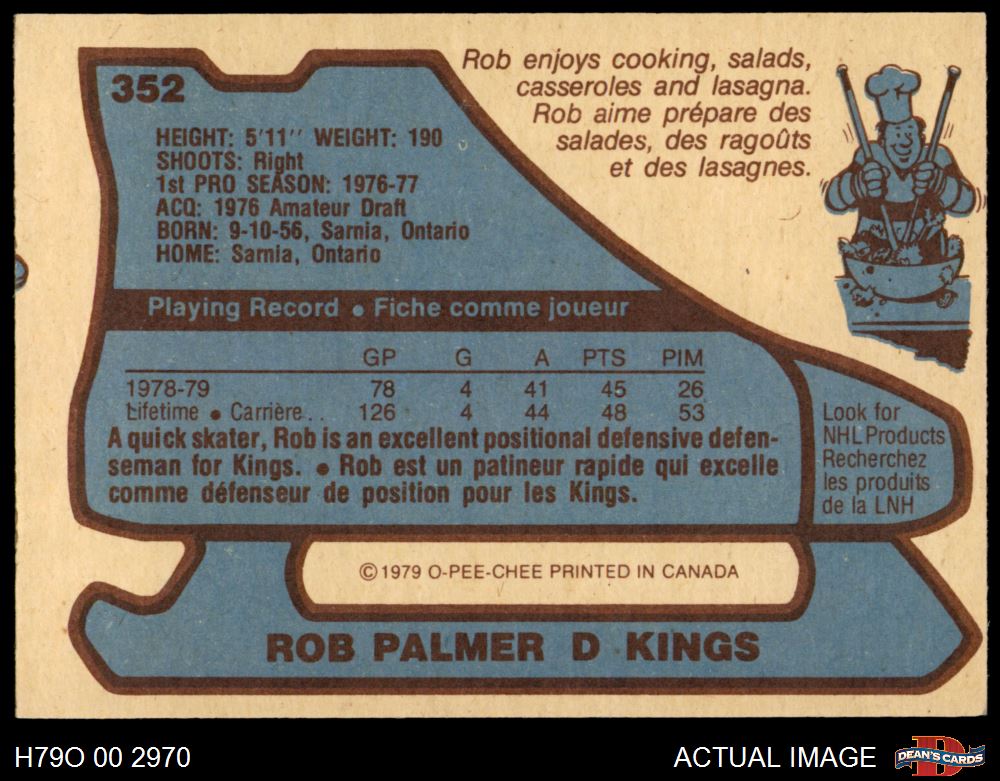 352
Rob enjoys cooking, salads,
casseroles and lasagna.
Rob aime prépare des
salades, des ragoûts
et des lasagnes.
HEIGHT: 5'11'' WEIGHT: 190
SHOOTS: Right
1st PRO SEASON: 1976-77
ACQ: 1976 Amateur Draft
BORN: 9-10-56, Sarnia, Ontario
HOME: Sarnia, Ontario
Playing Record • Fiche comme joueur
GP G A PTS PIM
1978-79 78 4 41 45 26
Lifetime • Carrière.. 126 4 44 48 53
A quick skater, Rob is an excellent positional defensive defen-
seman for Kings. • Rob est un patineur rapide qui excelle
comme défenseur de position pour les Kings.
Look for
NHL Products
Recherchez
les produits
de la LNH
© 1979 O-PEE-CHEE PRINTED IN CANADA
ROB PALMER D KINGS
H79O 00 2970
ACTUAL IMAGE
D
DEAN'S CARDS